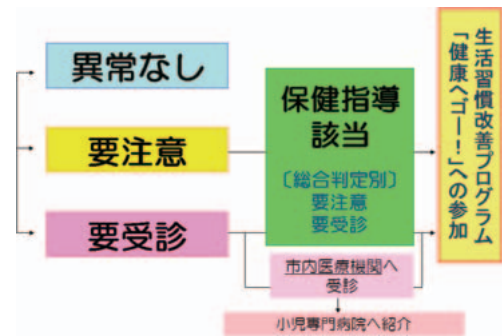 異常なし
要注意
要受診
保健指導
該当
〔総合判定別〕
要注意
要受診
市内医療機関へ
受診
小児専門病院へ紹介
生活習慣改善プログラム
「健康へゴー！」への参加